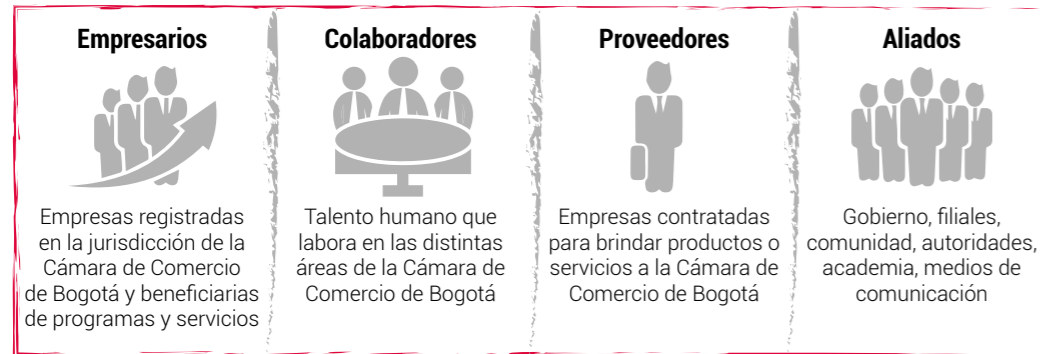 Empresarios
Empresas registradas
en la jurisdicción de la
Cámara de Comercio
de Bogotá y beneficiarias
de programas y servicios
Colaboradores
Talento humano que
labora en las distintas
áreas de la Cámara de
Comercio de Bogotá
Proveedores
Empresas contratadas
para brindar productos o
servicios a la Cámara de
Comercio de Bogotá
Aliados
Gobierno, filiales,
comunidad, autoridades,
academia, medios de
comunicación